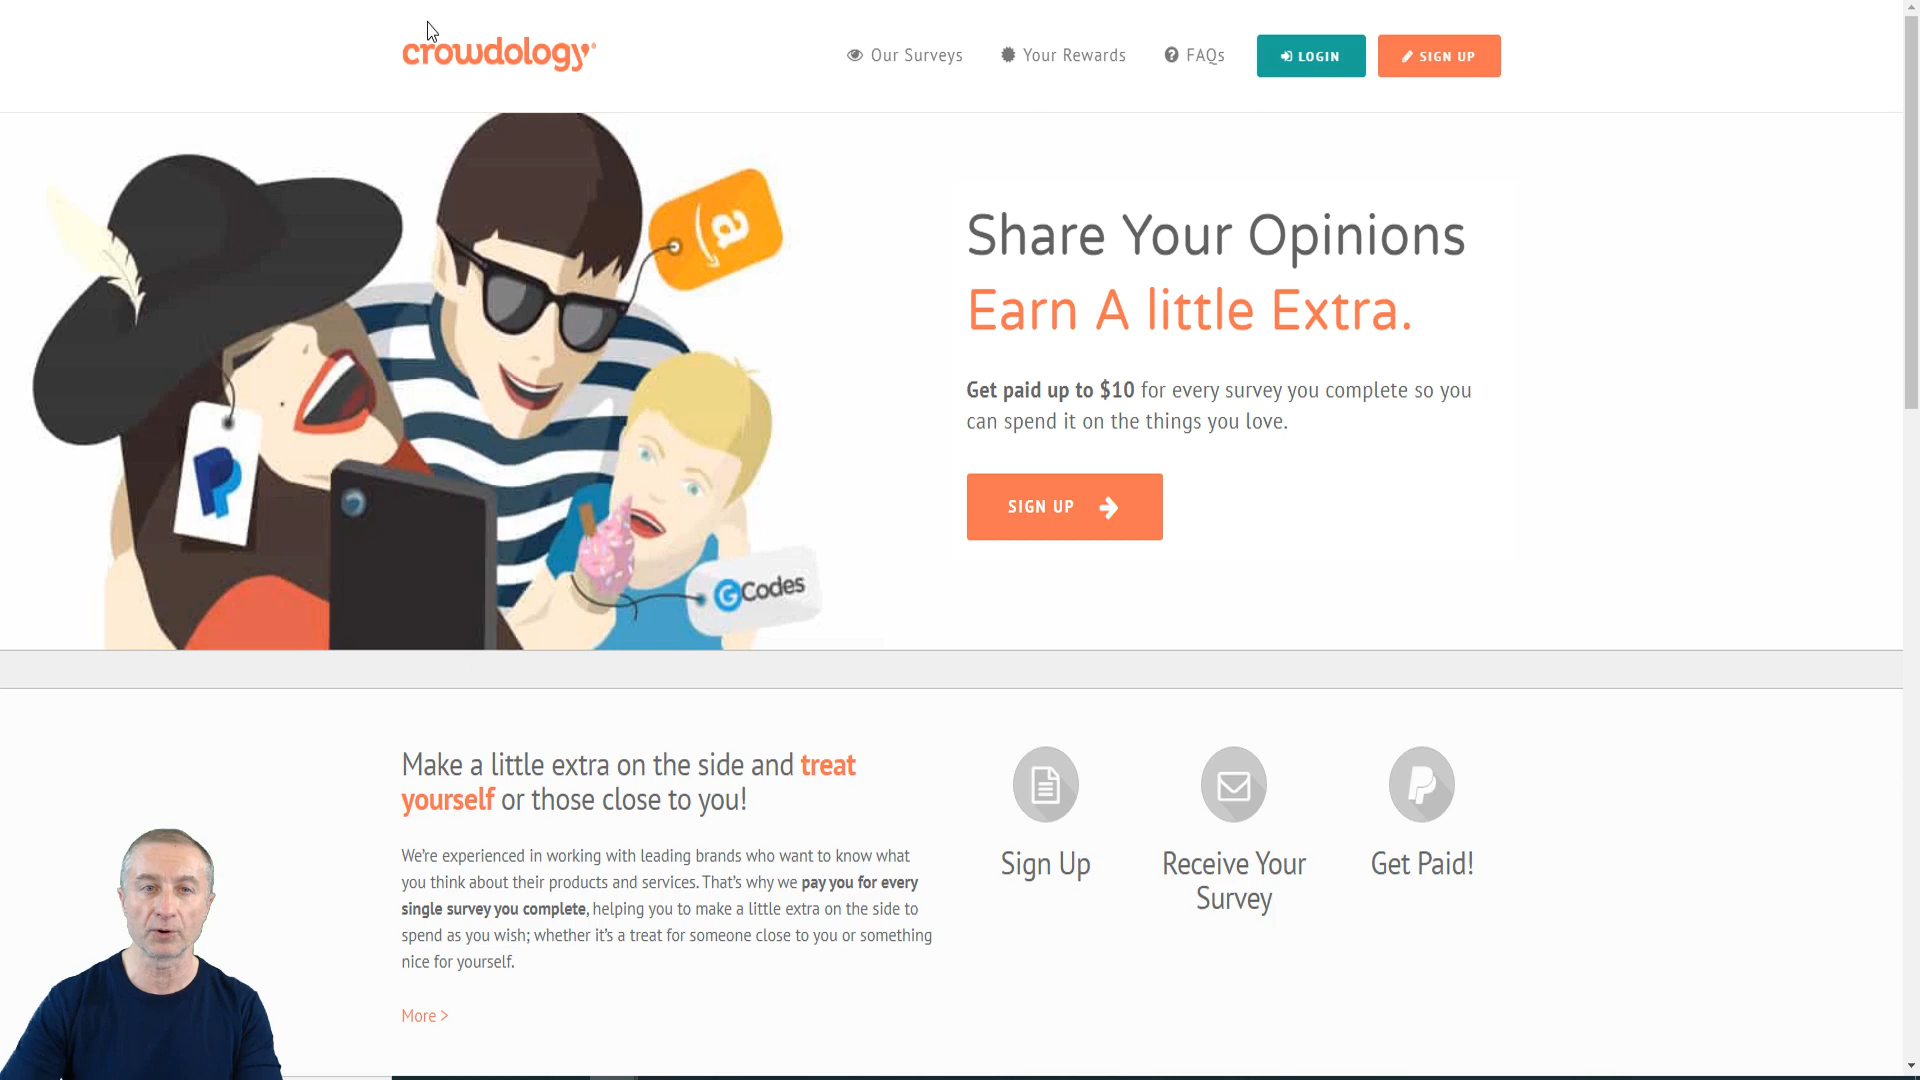 crowdology
Our Surveys
Your Rewards
FAQs
LOGIN
SIGN UP
a
Share Your Opinions
Earn A little Extra.
Get paid up to $10 for every survey you complete so you
can spend it on the things you love.
P
SIGN UP
GCodes
Make a little extra on the side and treat
yourself or those close to you!
We're experienced in working with leading brands who want to know what
you think about their products and services. That's why we pay you for every
single survey you complete, helping you to make a little extra on the side to
spend as you wish; whether it's a treat for someone close to you or something
nice for yourself.
More >
Sign Up
Receive Your
Survey
Get Paid!